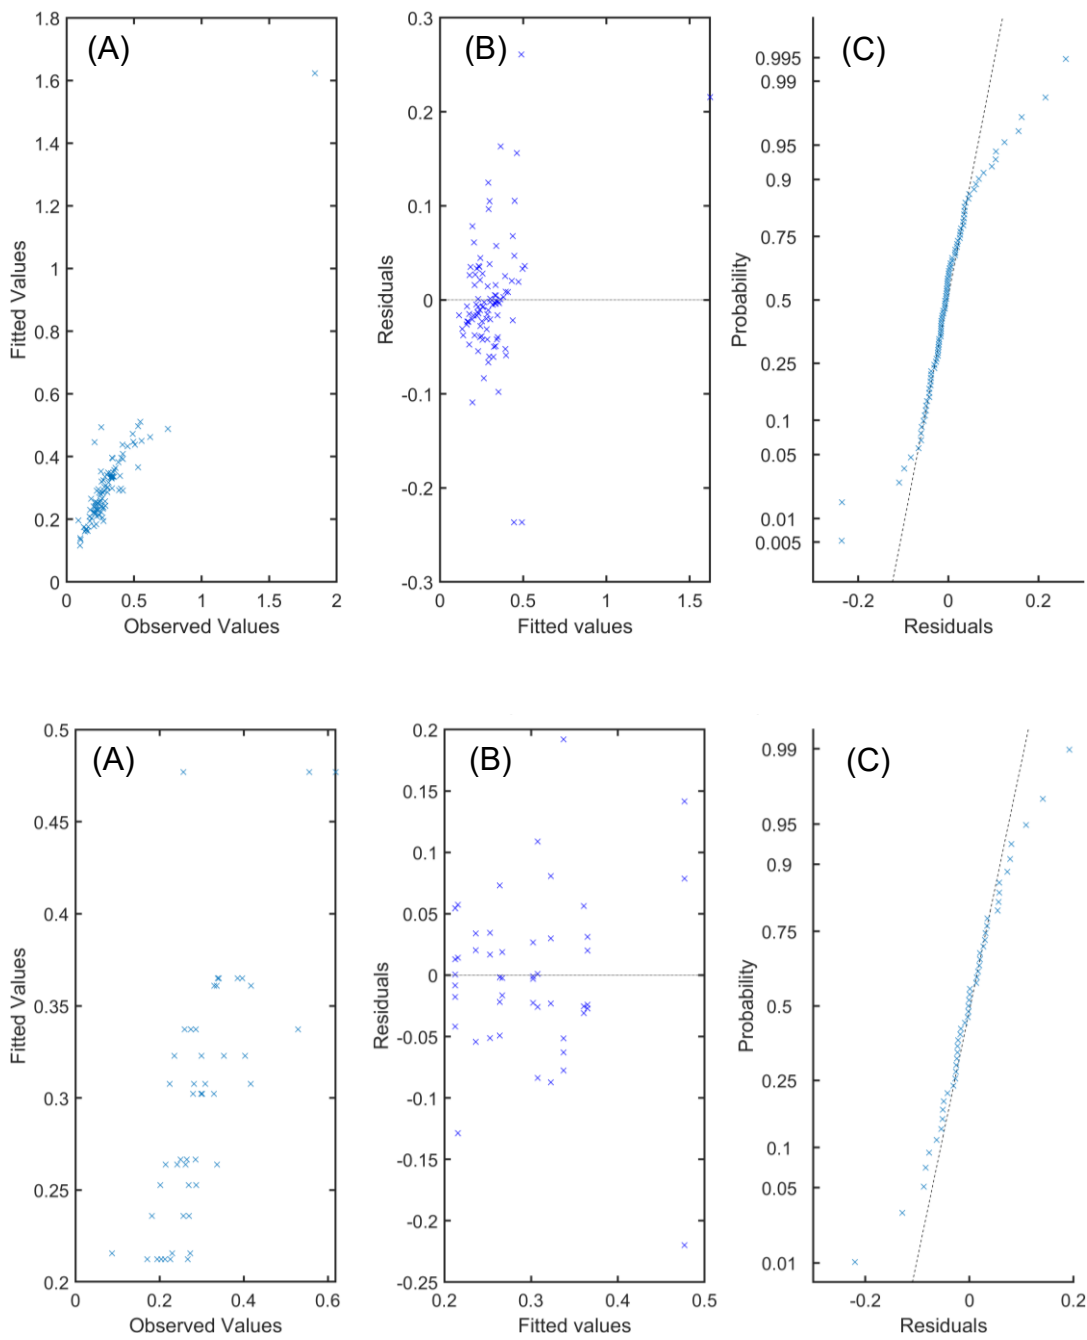 (A)
1.8
1.6
1.4
1.2
1
0.8
0.6
0.4
0.2
0
Fitted Values
0 0.5 1 1.5 2
Observed Values
(B)
0.3
0.2
0.1
0
-0.1
-0.2
-0.3
Residuals
0 0.5 1 1.5
Fitted values
(C)
0.995
0.99
0.95
0.9
0.75
0.5
0.25
0.1
0.05
0.01
0.005
Probability
-0.2 0 0.2
Residuals
(A)
0.5
0.45
0.4
0.35
0.3
0.25
0.2
Fitted Values
0 0.2 0.4 0.6
Observed Values
(B)
0.2
0.15
0.1
0.05
0
-0.05
-0.1
-0.15
-0.2
-0.25
Residuals
0.2 0.3 0.4 0.5
Fitted values
(C)
0.99
0.95
0.9
0.75
0.5
0.25
0.1
0.05
0.01
Probability
-0.2 0 0.2
Residuals